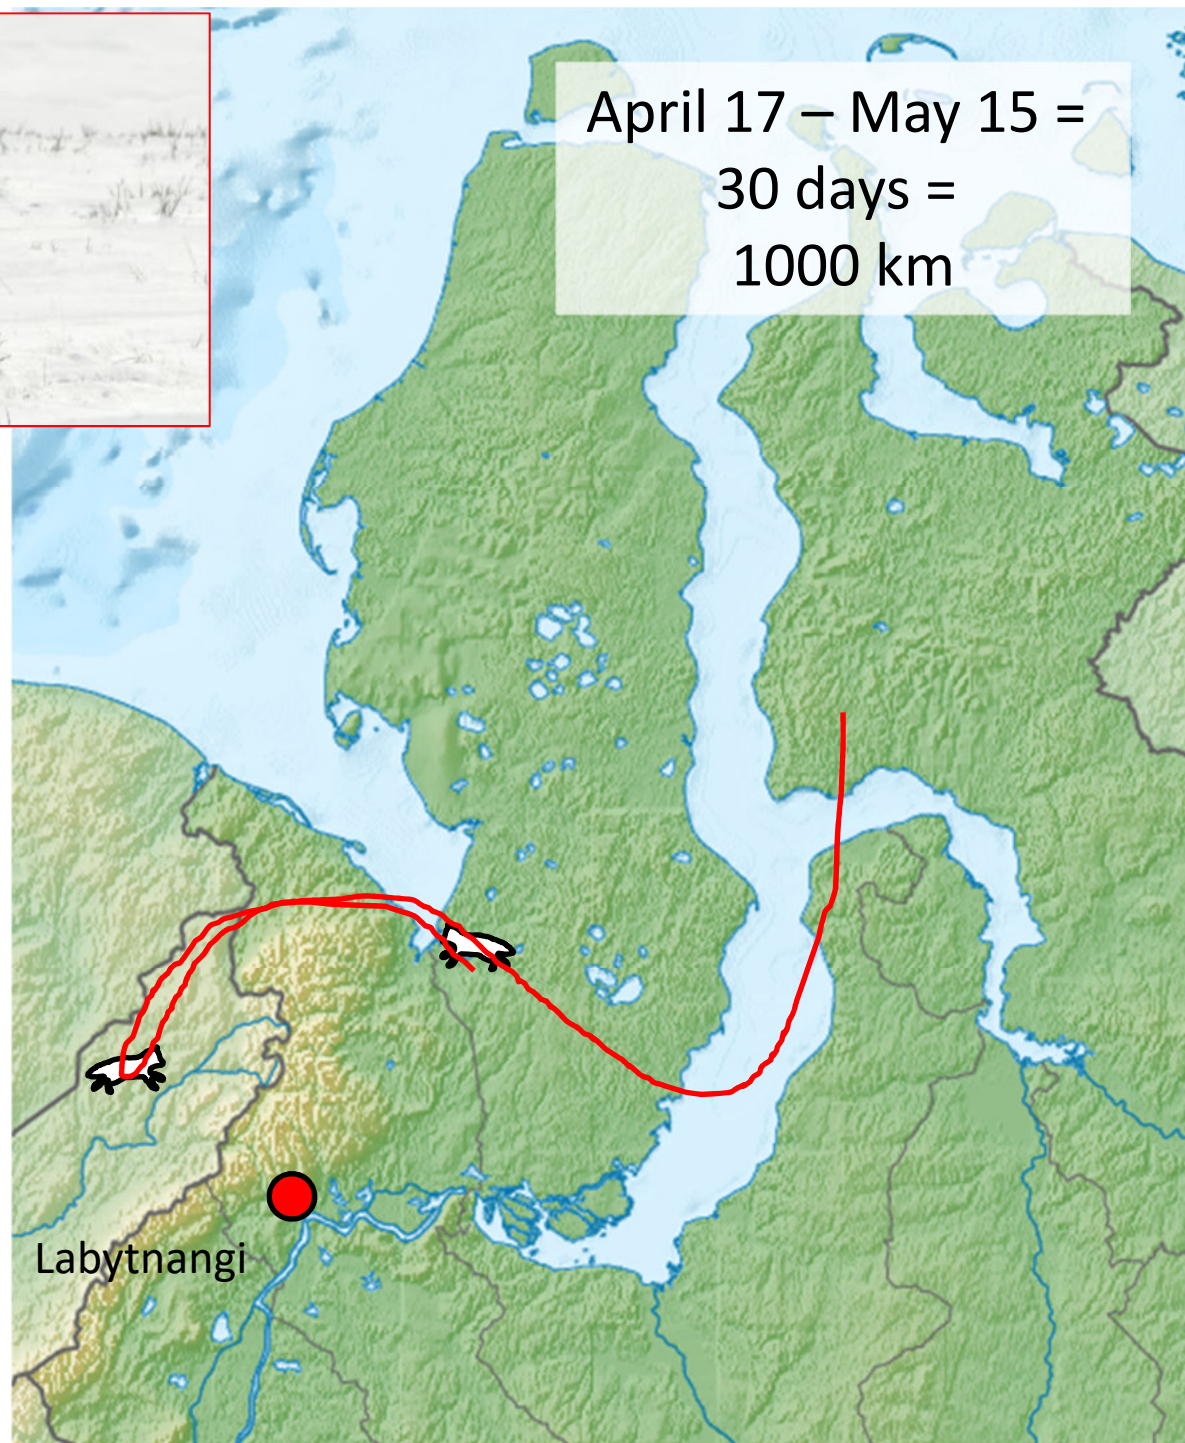 April 17 – May 15 =
30 days =
1000 km
Labytnangi